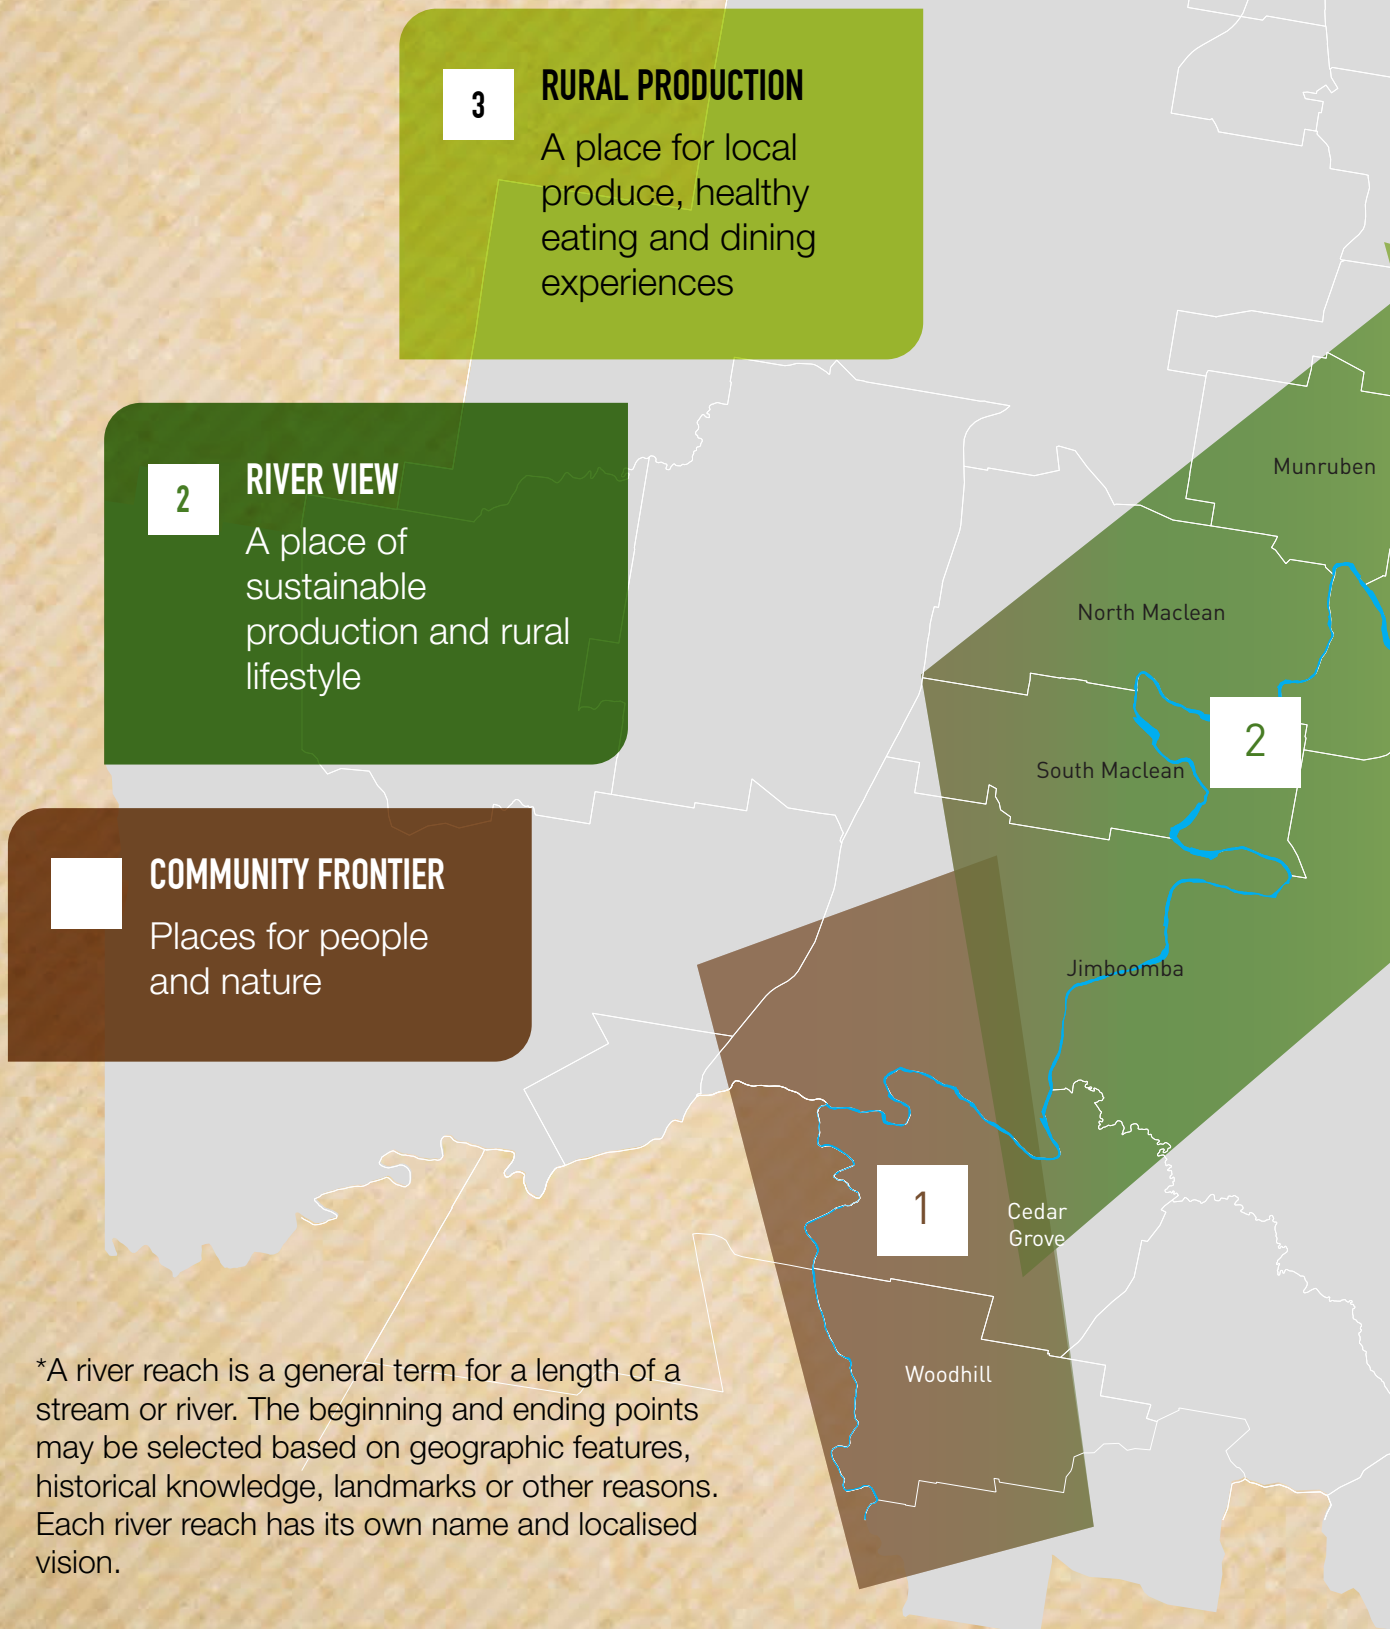 3
RURAL PRODUCTION
A place for local
produce, healthy
eating and dining
experiences
2
RIVER VIEW
A place of
sustainable
production and rural
lifestyle
COMMUNITY FRONTIER
Places for people
and nature
Munruben
North Maclean
2
South Maclean
Jimboomba
1
Cedar
Grove
Woodhill
*A river reach is a general term for a length of a
stream or river. The beginning and ending points
may be selected based on geographic features,
historical knowledge, landmarks or other reasons.
Each river reach has its own name and localised
vision.